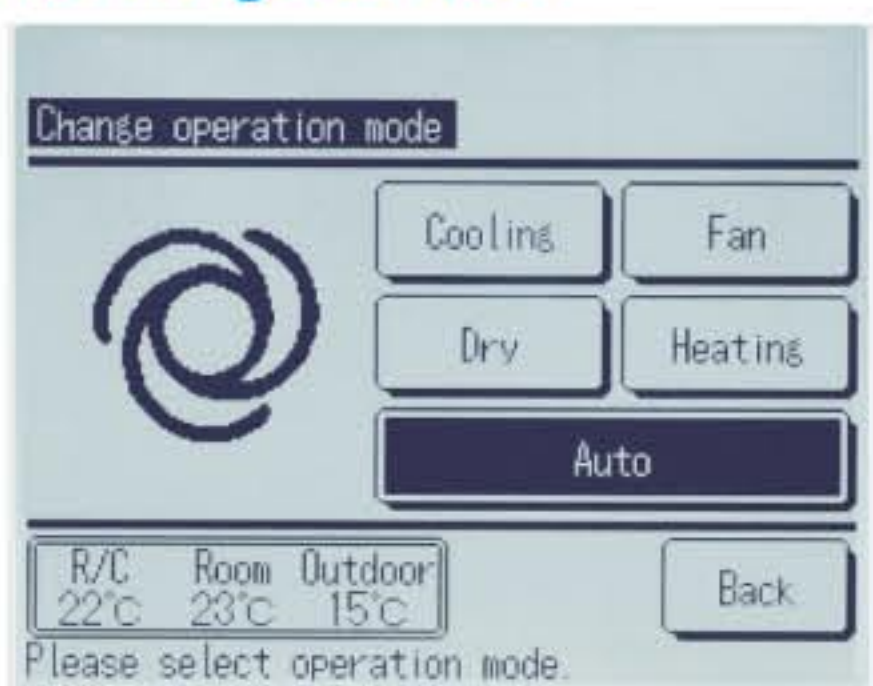 Change operation mode
Cooling Fan
Dry Heating
Auto
R/C Room Outdoor
22°C 23°C 15°C
Back
Please select operation mode.